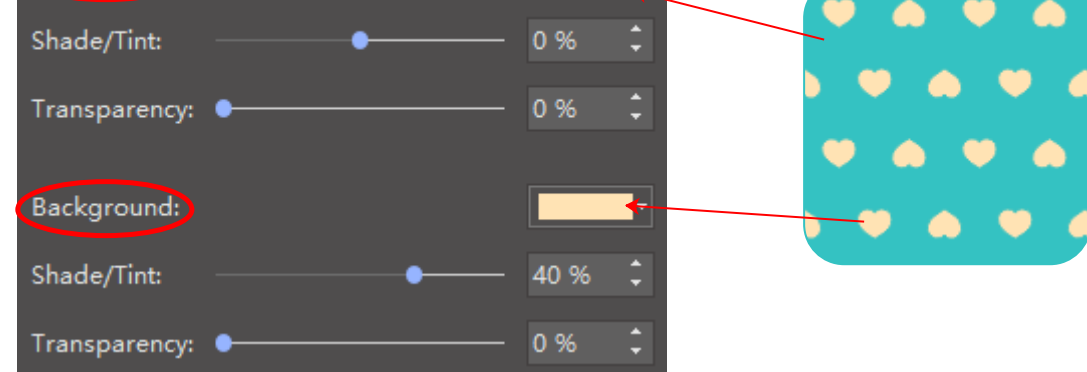 Shade/Tint: 0 %
Transparency: 0 %
Background:
Shade/Tint: 40 %
Transparency: 0 %